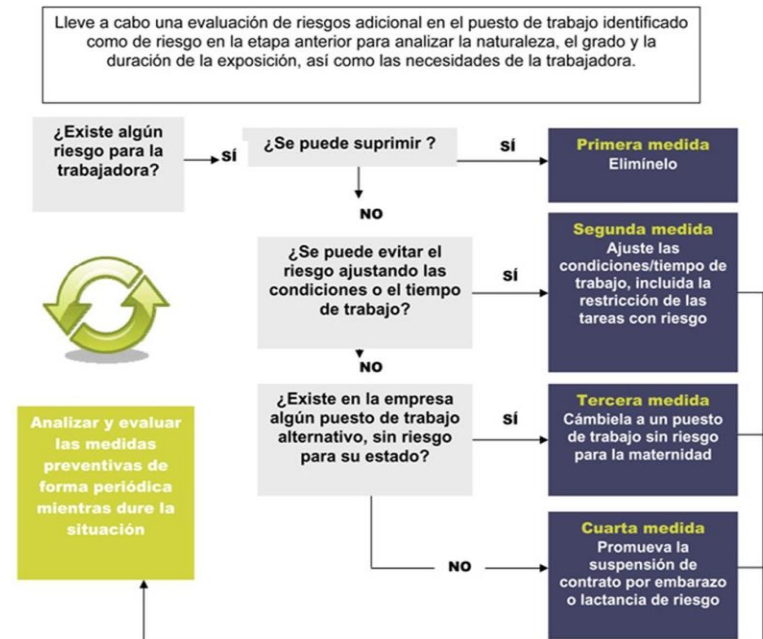 Lleve a cabo una evaluación de riesgos adicional en el puesto de trabajo identificado
como de riesgo en la etapa anterior para analizar la naturaleza, el grado y la
duración de la exposición, así como las necesidades de la trabajadora.
¿Existe algún
riesgo para la
trabajadora?
SÍ
¿Se puede suprimir ?
SÍ
Primera medida
Elimínelo
NO
¿Se puede evitar el
riesgo ajustando las
condiciones o el tiempo
de trabajo?
SÍ
Segunda medida
Ajuste las
condiciones/tiempo de
trabajo, incluida la
restricción de las
tareas con riesgo
NO
¿Existe en la empresa
algún puesto de trabajo
alternativo, sin riesgo
para su estado?
SÍ
Tercera medida
Cámbiela a un puesto
de trabajo sin riesgo
para la maternidad
Analizar y evaluar
las medidas
preventivas de
forma periódica
mientras dure la
situación
NO
Cuarta medida
Promueva la
suspensión de
contrato por embarazo
o lactancia de riesgo